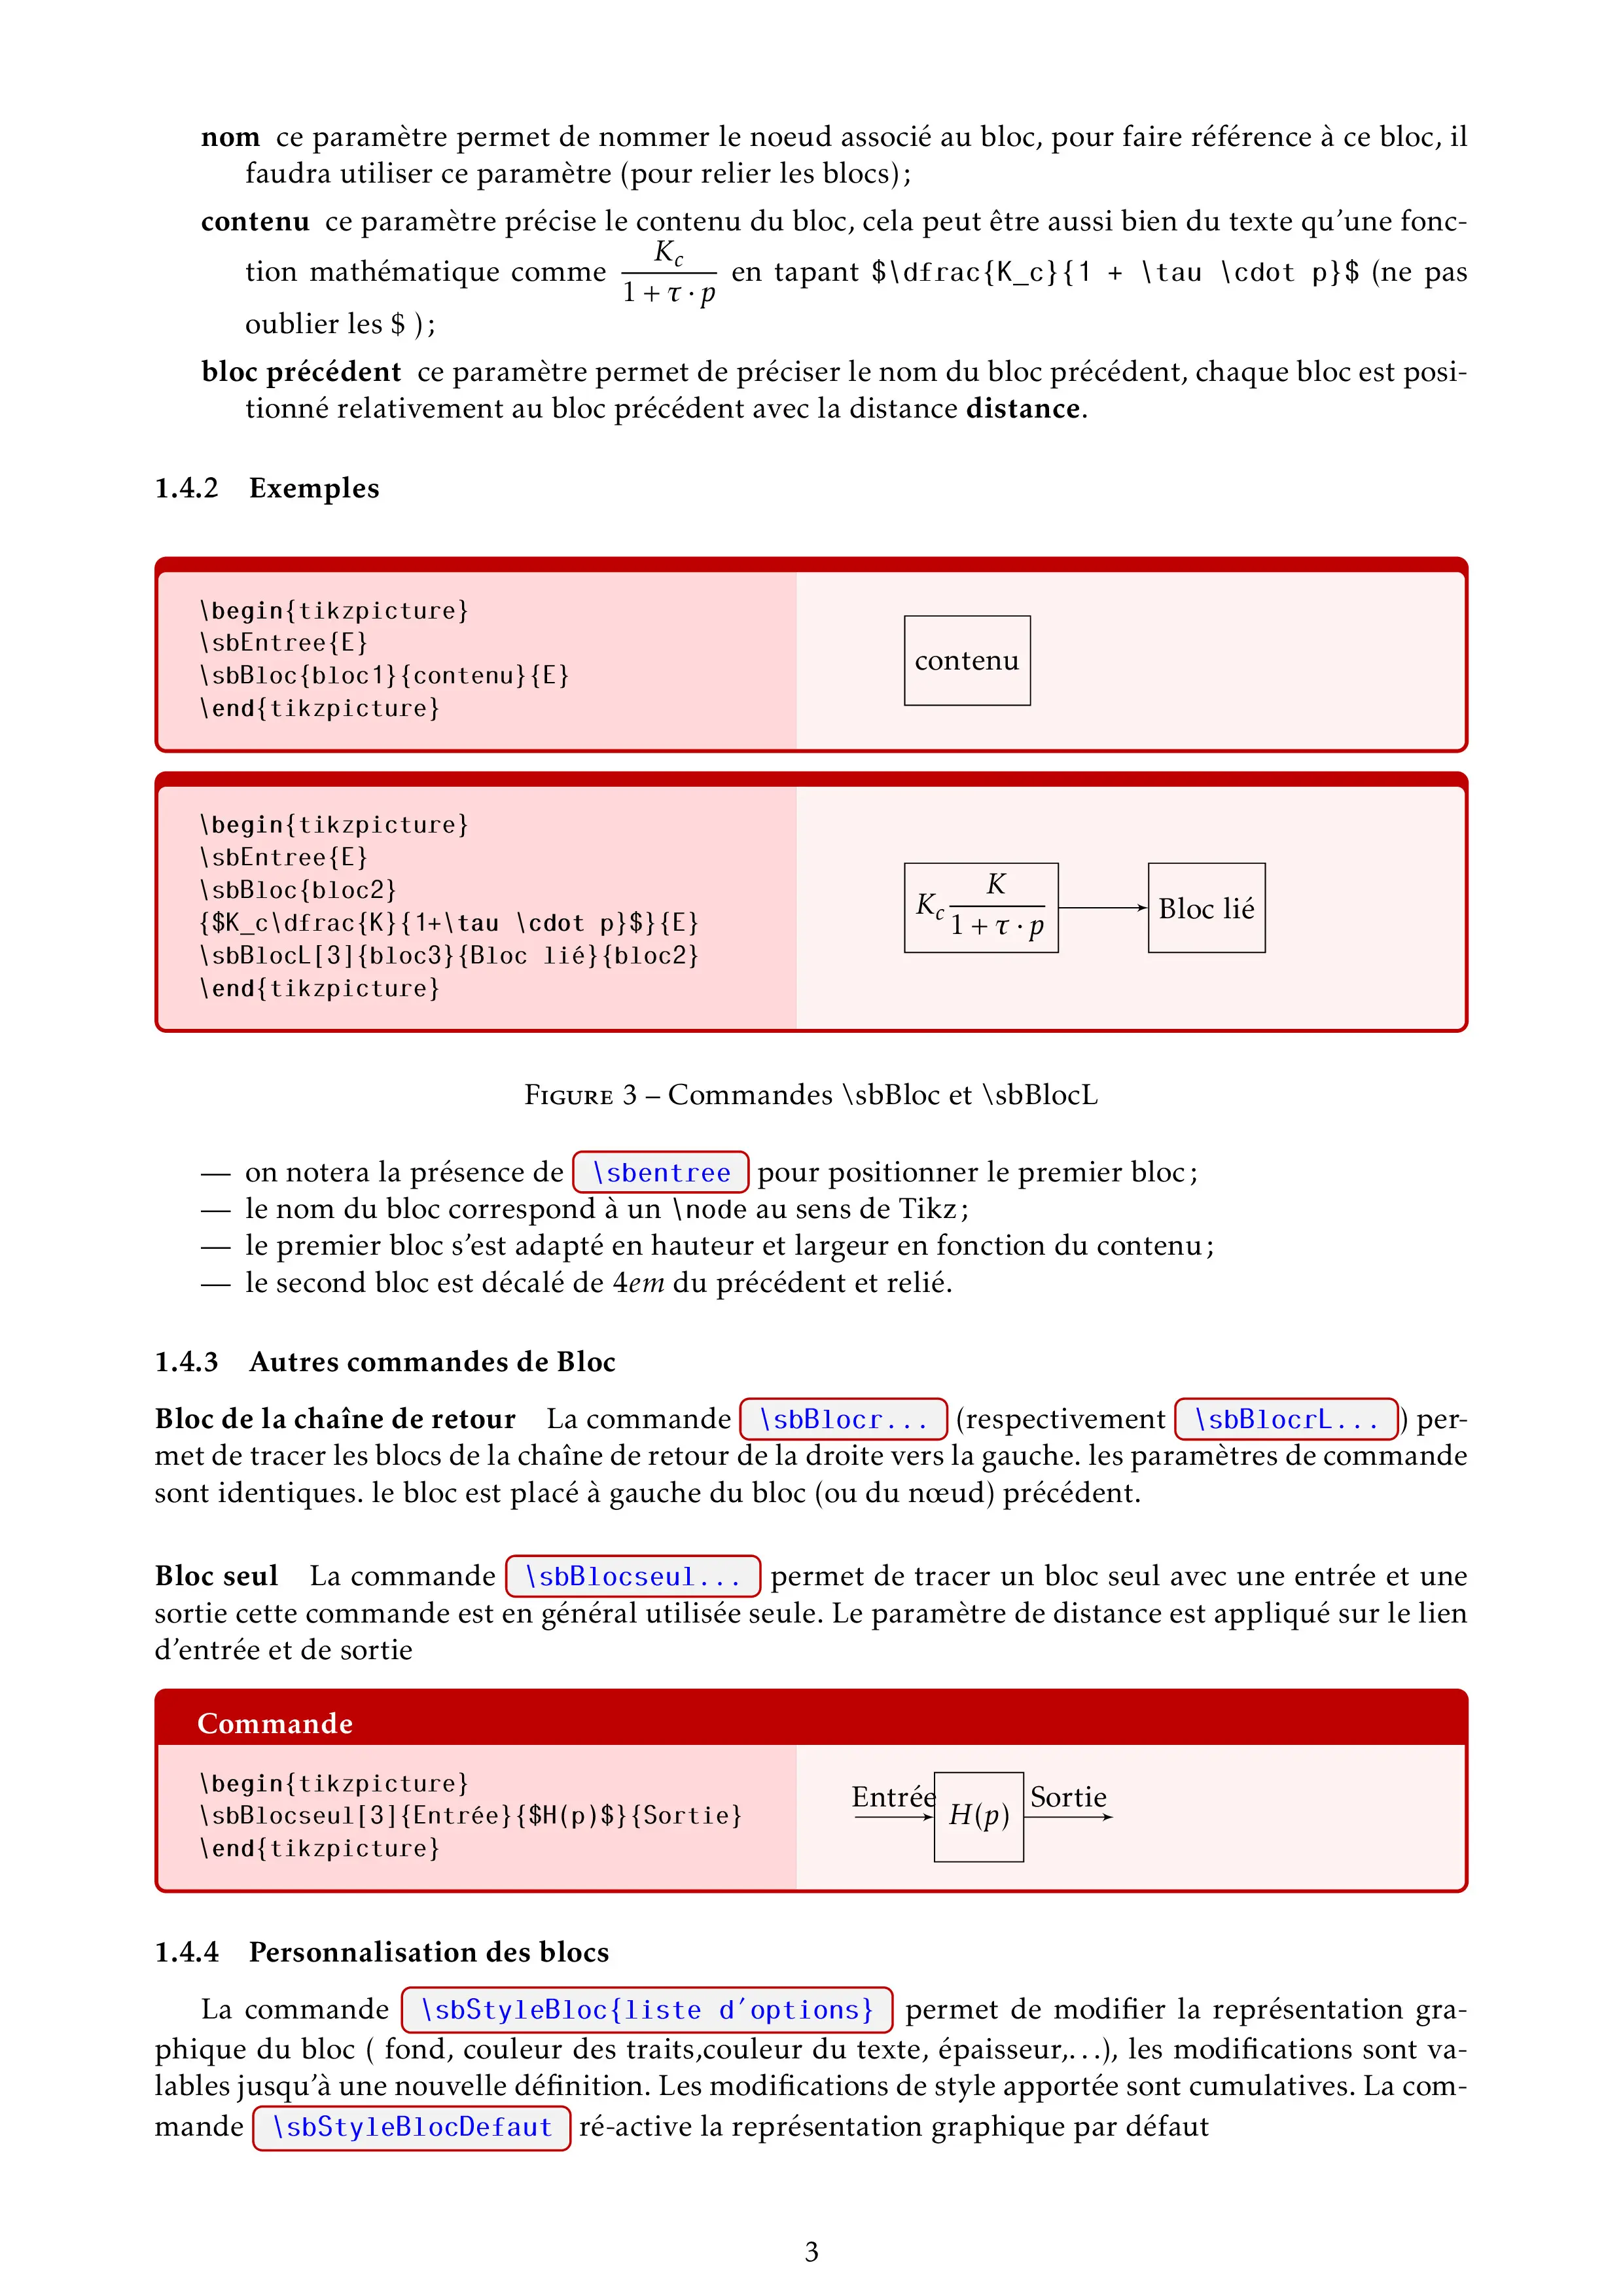 nom ce paramètre permet de nommer le noeud associé au bloc, pour faire référence à ce bloc, il
faudra utiliser ce paramètre (pour relier les blocs) ;
contenu ce paramètre précise le contenu du bloc, cela peut être aussi bien du texte qu'une fonc-
tion mathématique comme $\dfrac{K_c}{1+\tau\cdot p}$ en tapant $\dfrac{K_c}{1 + \tau \cdot p}$ (ne pas
oublier les $ ) ;
bloc précédent ce paramètre permet de préciser le nom du bloc précédent, chaque bloc est posi-
tionné relativement au bloc précédent avec la distance distance.
1.4.2 Exemples
\begin{tikzpicture}
\sbEntree{E}
\sbBloc{bloc1}{contenu}{E}
\end{tikzpicture}
contenu
\begin{tikzpicture}
\sbEntree{E}
\sbBloc{bloc2}
{$K_c\dfrac{K}{1+\tau \cdot p}$}{E}
\sbBlocL[3]{bloc3}{Bloc lié}{bloc2}
\end{tikzpicture}
$K_c\dfrac{K}{1+\tau\cdot p}$ Bloc lié
Figure 3 – Commandes \sbBloc et \sbBlocL
— on notera la présence de \sbentree pour positionner le premier bloc ;
— le nom du bloc correspond à un \node au sens de Tikz ;
— le premier bloc s'est adapté en hauteur et largeur en fonction du contenu ;
— le second bloc est décalé de 4em du précédent et relié.
1.4.3 Autres commandes de Bloc
Bloc de la chaîne de retour La commande \sbBlocr... (respectivement \sbBlocrL... ) per-
met de tracer les blocs de la chaîne de retour de la droite vers la gauche. les paramètres de commande
sont identiques. le bloc est placé à gauche du bloc (ou du nœud) précédent.
Bloc seul La commande \sbBlocseul... permet de tracer un bloc seul avec une entrée et une
sortie cette commande est en général utilisée seule. Le paramètre de distance est appliqué sur le lien
d'entrée et de sortie
Commande
\begin{tikzpicture}
\sbBlocseul[3]{Entrée}{$H(p)$}{Sortie}
\end{tikzpicture}
Entrée H(p) Sortie
1.4.4 Personnalisation des blocs
La commande \sbStyleBloc{liste d'options} permet de modifier la représentation gra-
phique du bloc ( fond, couleur des traits,couleur du texte, épaisseur,...), les modifications sont va-
lables jusqu'à une nouvelle définition. Les modifications de style apportée sont cumulatives. La com-
mande \sbStyleBlocDefaut ré-active la représentation graphique par défaut
3